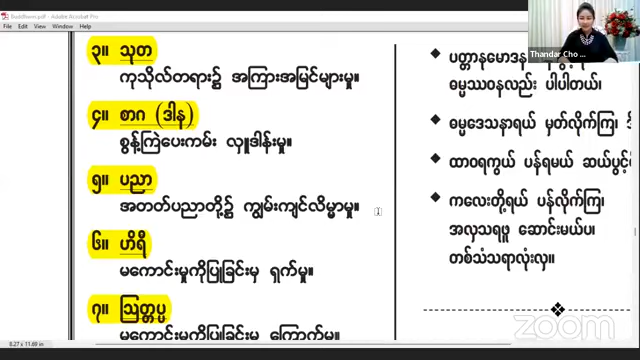 Buddhism.pdf - Adobe Acrobat Pro
File Edit View Window Help
Thandar Cho
၃။ သုတ
ကုသိုလ်တရား၌ အကြားအမြင်များမှု။
၄။ စာဂ (ဒါန)
စွန့်ကြဲပေးကမ်း လှူဒါန်းမှု။
၅။ ပညာ
အတတ်ပညာတို့၌ ကျွမ်းကျင်လိမ္မာမှု။
၆။ ဟိရီ
မကောင်းမှုကိုပြုခြင်းမှ ရှက်မှု။
၇။ ဩတ္တပ္ပ
မကောင်းမှုကိုပြုခြင်းမှ ကြောက်မှု။
ပတ္တာနုမောဒနာ
ဓမ္မဿဝနလည်း ပါပါတယ်၊
ဓမ္မဒေသနာရယ် မှတ်လိုက်ကြ၊
ထာဝရကွယ် ပန်ရမယ် ဆယ်ပွင့်
ကလေးတို့ရယ် ပန်လိုက်ကြ၊
အလှသရဖူ ဆောင်းမယ်ပ၊
တစ်သံသရာလုံးလှ။
8.27 x 11.69 in
zoom